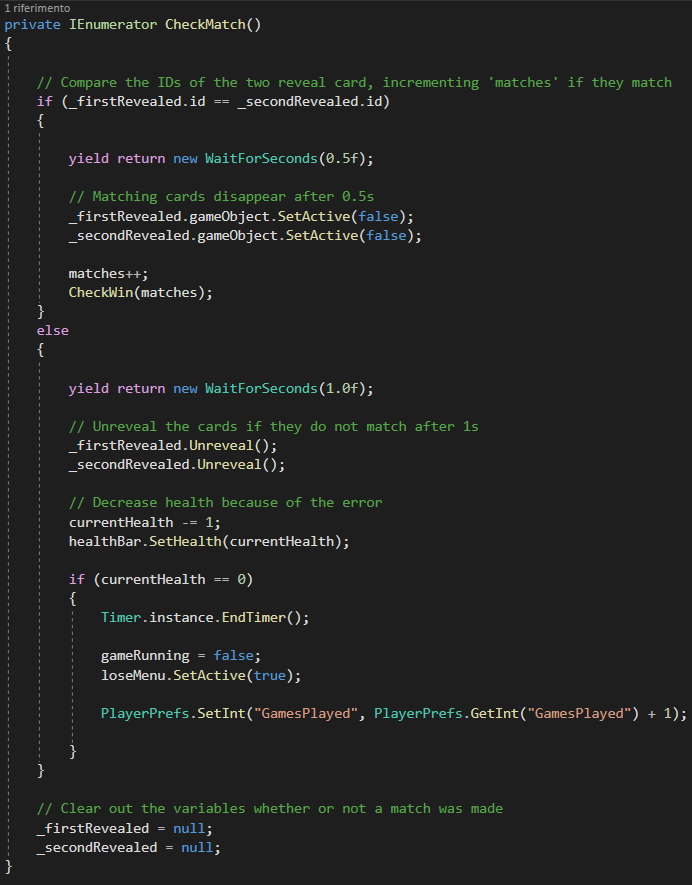 1 riferimento
private IEnumerator CheckMatch()
{
// Compare the IDs of the two reveal card, incrementing 'matches' if they match
if (_firstRevealed.id == _secondRevealed.id)
{
yield return new WaitForSeconds(0.5f);
// Matching cards disappear after 0.5s
_firstRevealed.gameObject.SetActive(false);
_secondRevealed.gameObject.SetActive(false);
matches++;
CheckWin(matches);
}
else
{
yield return new WaitForSeconds(1.0f);
// Unreveal the cards if they do not match after 1s
_firstRevealed.Unreveal();
_secondRevealed.Unreveal();
// Decrease health because of the error
currentHealth -= 1;
healthBar.SetHealth(currentHealth);
if (currentHealth == 0)
{
Timer.instance.EndTimer();
gameRunning = false;
loseMenu.SetActive(true);
PlayerPrefs.SetInt("GamesPlayed", PlayerPrefs.GetInt("GamesPlayed") + 1);
}
}
// Clear out the variables whether or not a match was made
_firstRevealed = null;
_secondRevealed = null;
}